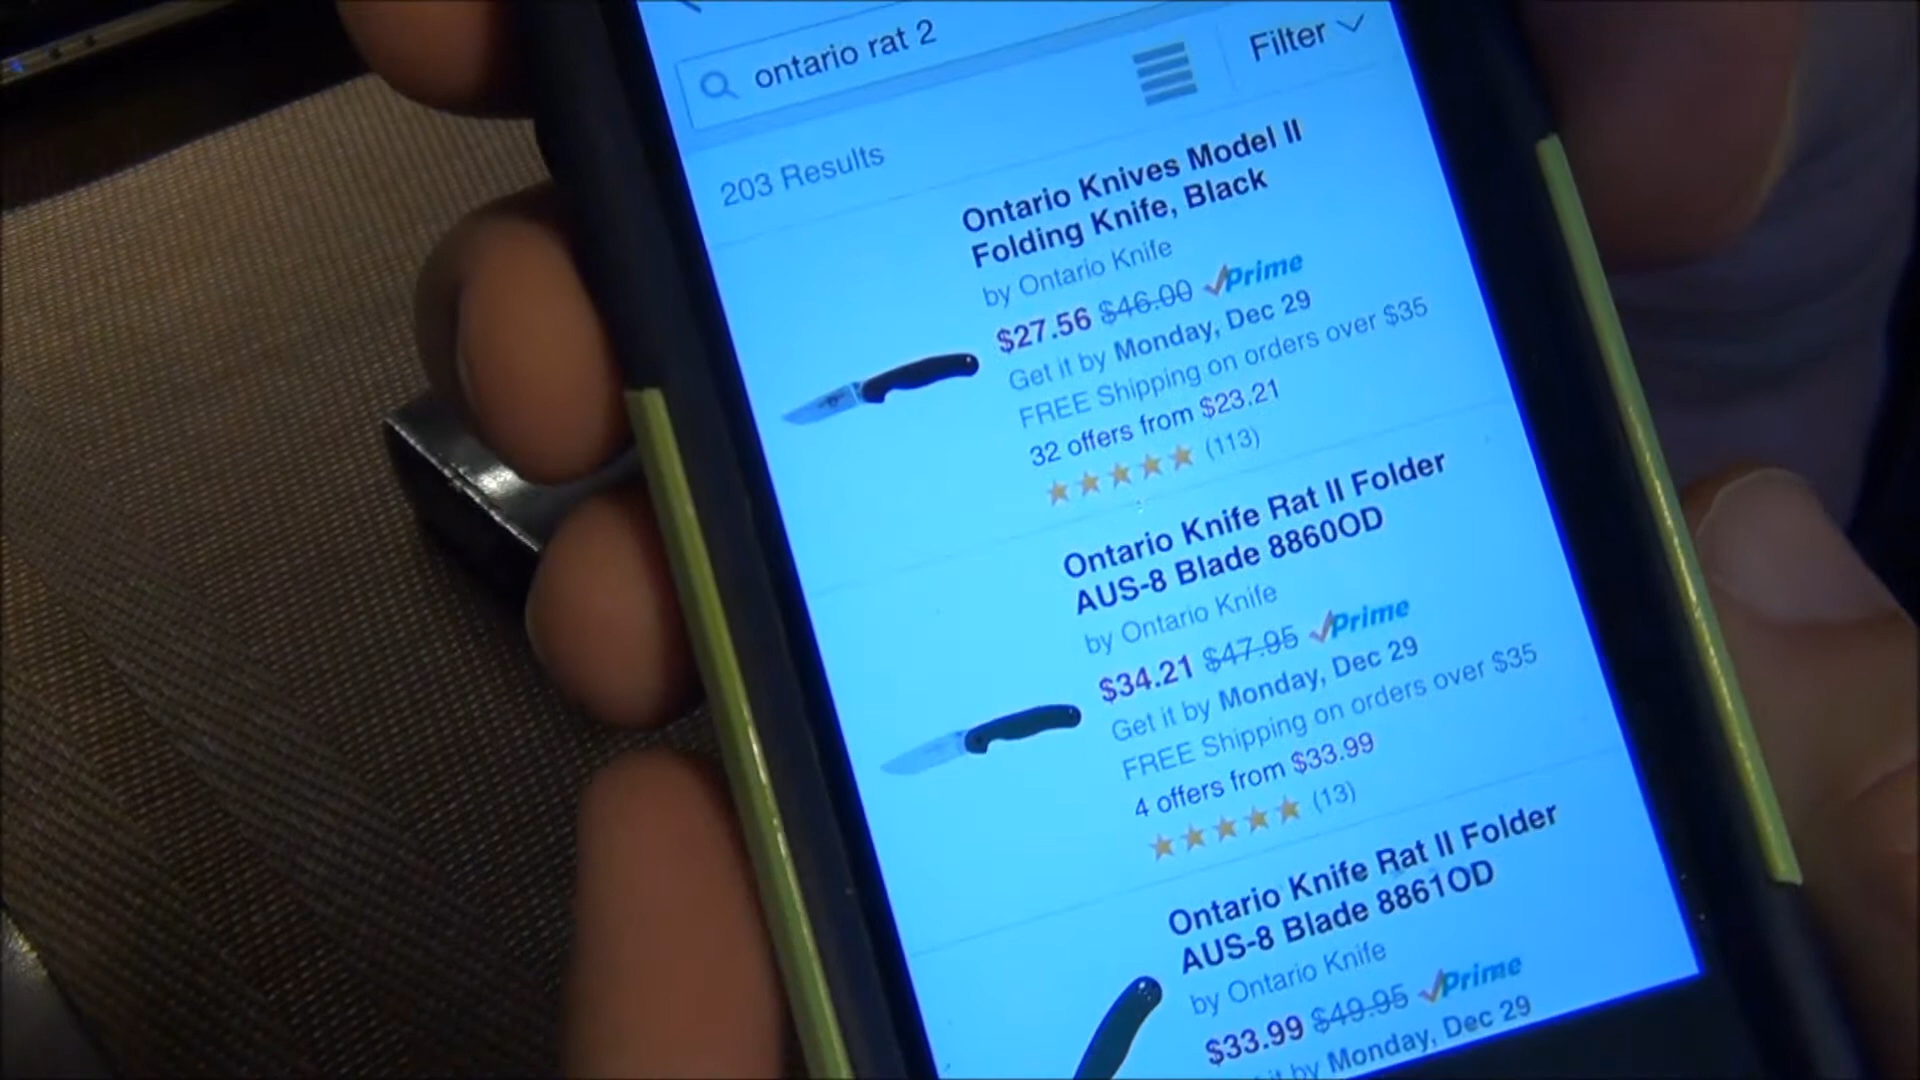 ontario rat 2
Filter
203 Results
Ontario Knives Model II
Folding Knife, Black
by Ontario Knife
$27.56 $46.00 Prime
Get it by Monday, Dec 29
FREE Shipping on orders over $35
32 offers from $23.21
(113)
Ontario Knife Rat II Folder
AUS-8 Blade 8860OD
by Ontario Knife
$34.21 $47.95 Prime
Get it by Monday, Dec 29
FREE Shipping on orders over $35
4 offers from $33.99
(13)
Ontario Knife Rat II Folder
AUS-8 Blade 8861OD
by Ontario Knife
$33.99 $49.95 Prime
it by Monday, Dec 29